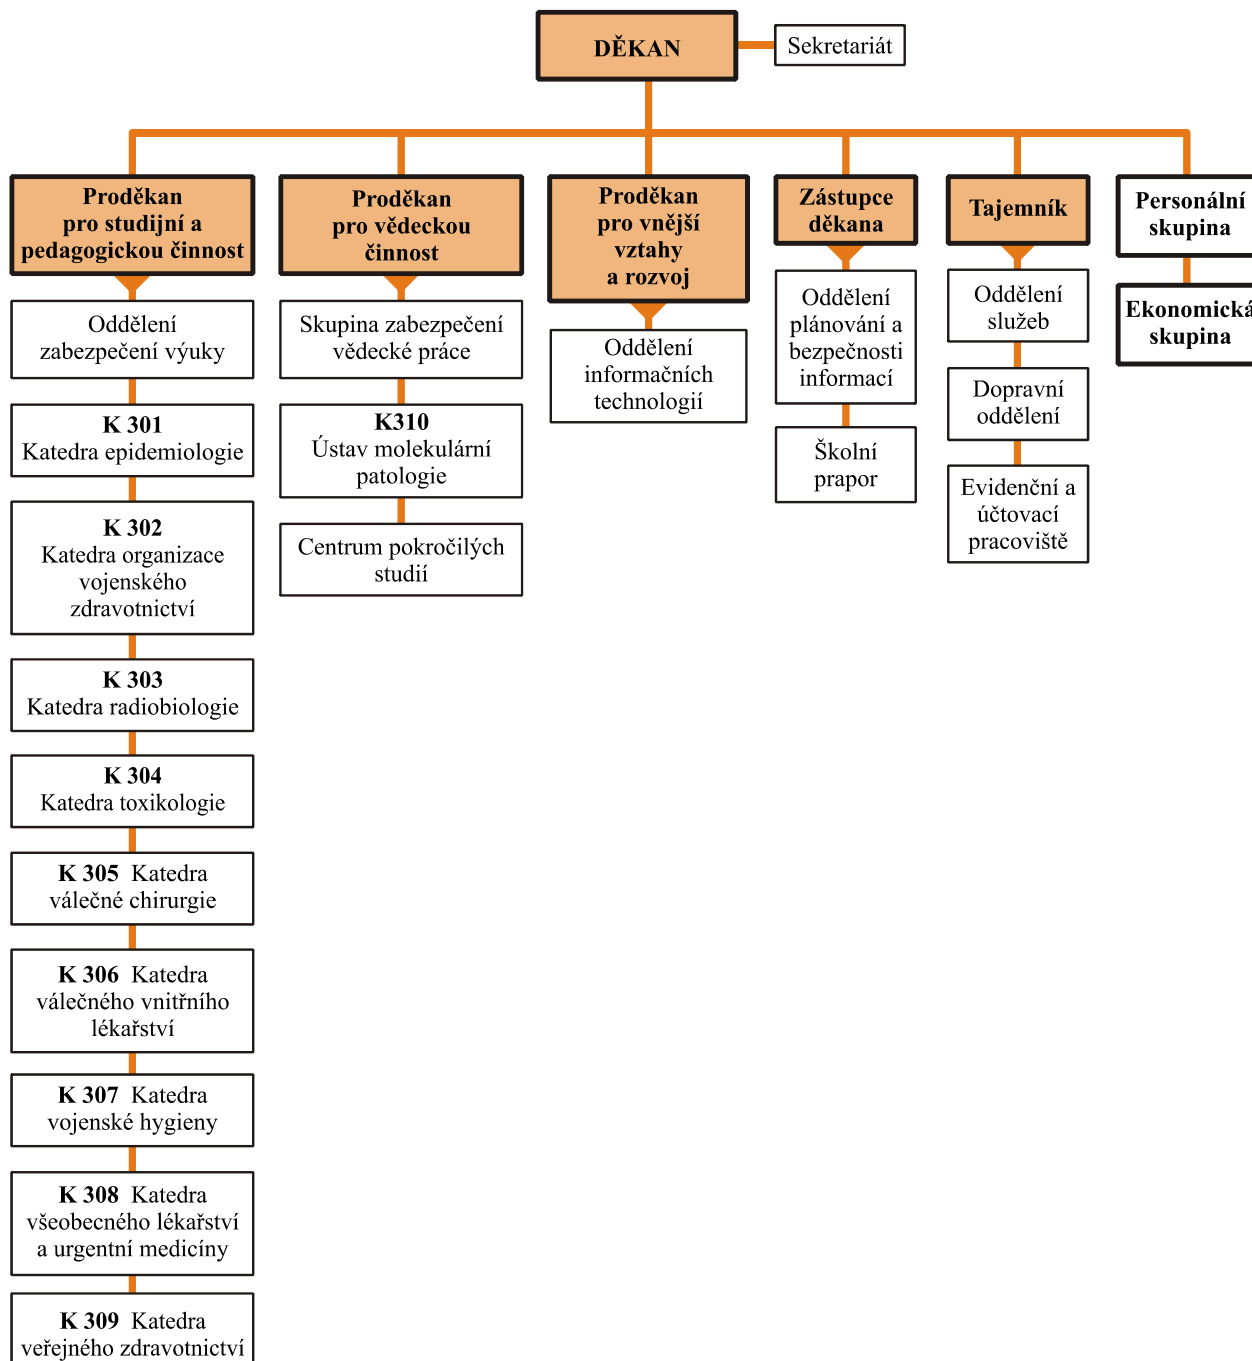 DĚKAN
Sekretariát
Proděkan
pro studijní a
pedagogickou činnost
Oddělení
zabezpečení výuky
K 301
Katedra epidemiologie
K 302
Katedra organizace
vojenského
zdravotnictví
K 303
Katedra radiobiologie
K 304
Katedra toxikologie
K 305 Katedra
válečné chirurgie
K 306 Katedra
válečného vnitřního
lékařství
K 307 Katedra
vojenské hygieny
K 308 Katedra
všeobecného lékařství
a urgentní medicíny
K 309 Katedra
veřejného zdravotnictví
Proděkan
pro vědeckou
činnost
Skupina zabezpečení
vědecké práce
K310
Ústav molekulární
patologie
Centrum pokročilých
studií
Proděkan
pro vnější
vztahy
a rozvoj
Oddělení
informačních
technologií
Zástupce
děkana
Oddělení
plánování a
bezpečnosti
informací
Školní
prapor
Tajemník
Oddělení
služeb
Dopravní
oddělení
Evidenční a
účtovací
pracoviště
Personální
skupina
Ekonomická
skupina